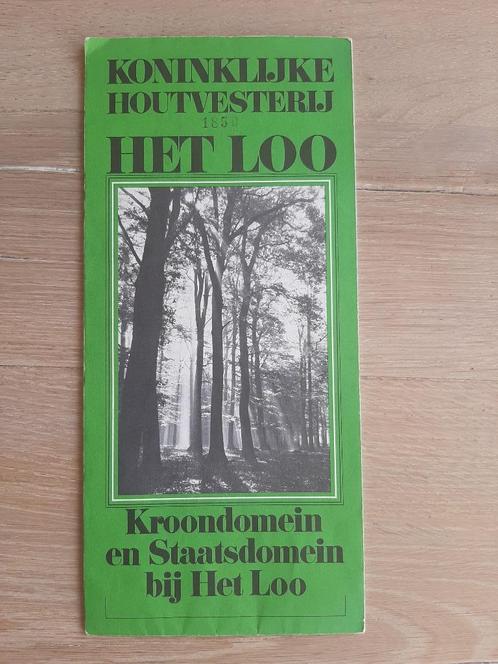 KONINKLIJKE
HOUTVESTERIJ
HET LOO
Kroondomein
en Staatsdomein
bij Het Loo